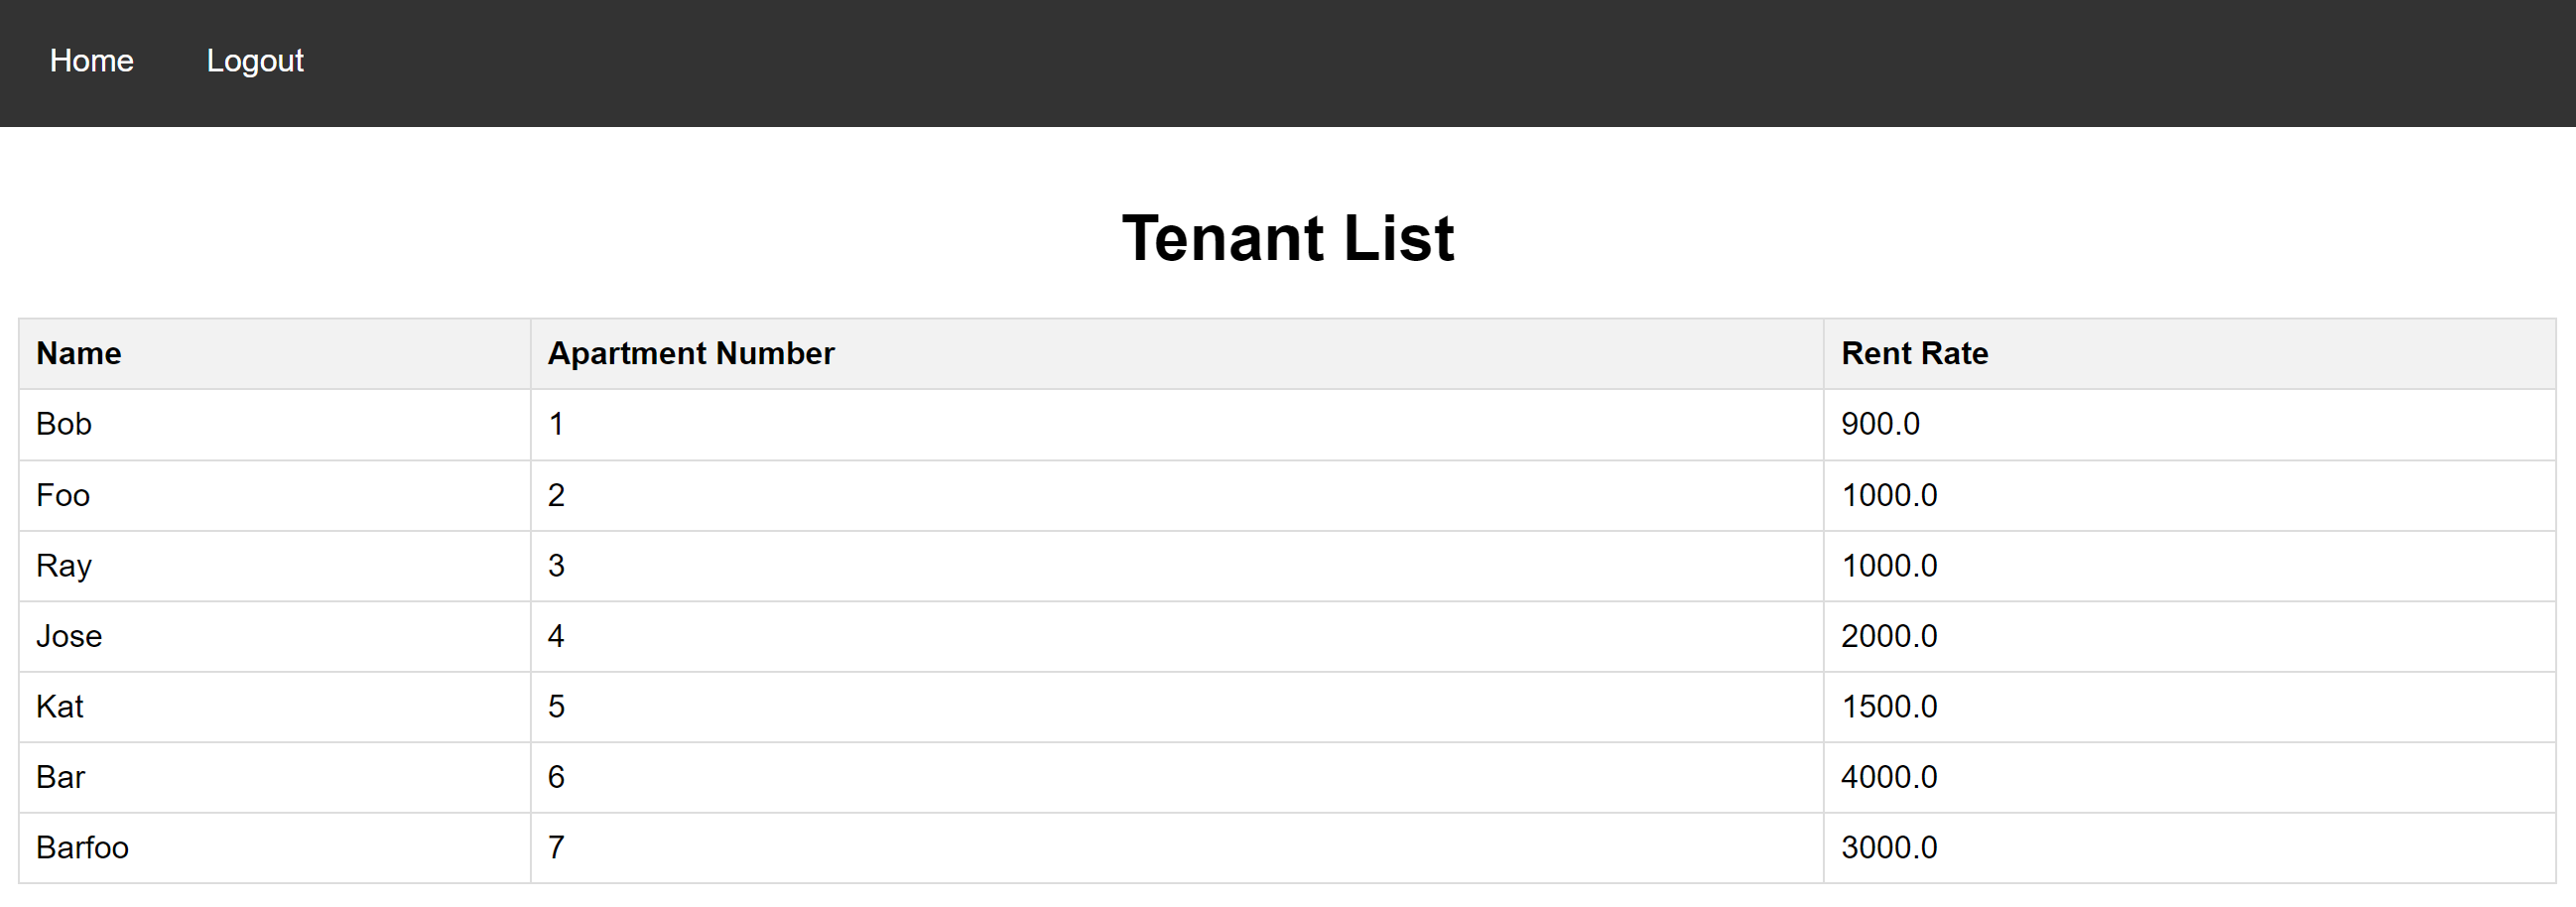 Home Logout
Tenant List
Name Apartment Number Rent Rate
Bob 1 900.0
Foo 2 1000.0
Ray 3 1000.0
Jose 4 2000.0
Kat 5 1500.0
Bar 6 4000.0
Barfoo 7 3000.0